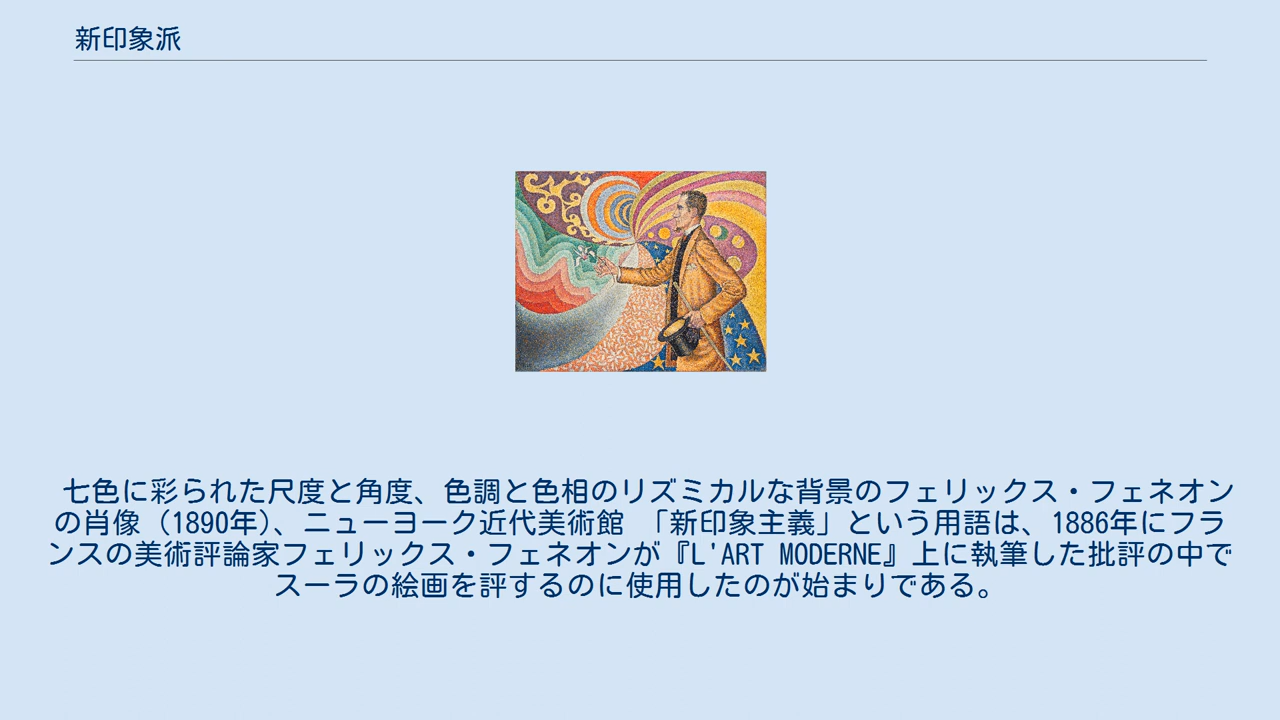 新印象派
七色に彩られた尺度と角度、色調と色相のリズミカルな背景のフェリックス・フェネオン
の肖像（1890年）、ニューヨーク近代美術館 「新印象主義」という用語は、1886年にフラ
ンスの美術評論家フェリックス・フェネオンが『L'ART MODERNE』上に執筆した批評の中で
スーラの絵画を評するのに使用したのが始まりである。